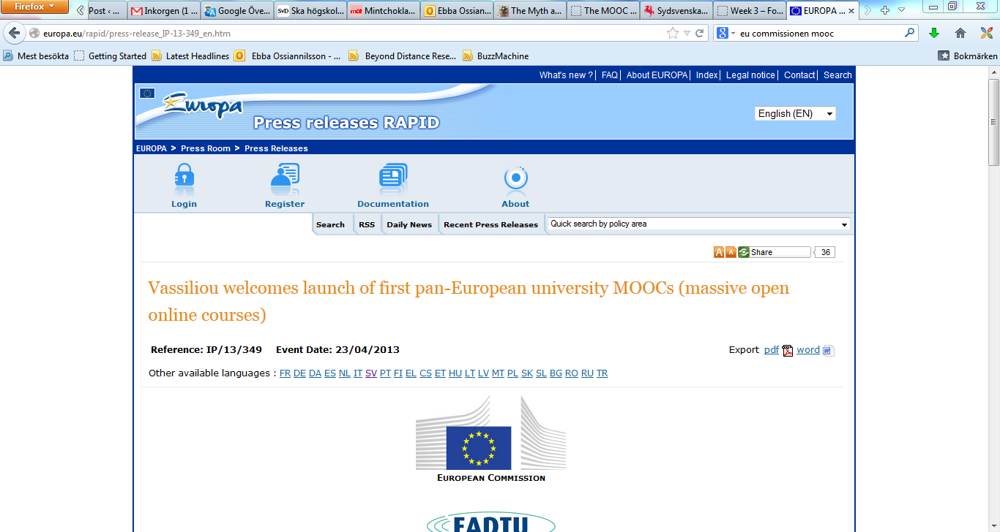 Firefox
Post ‹ ...
Inkorgen (1 ...
Google Öve...
SvD Ska högskol...
Mintchokla...
Ebba Ossian...
The Myth a...
The MOOC ...
Sydsvenska...
Week 3 – Fo...
EUROPA ...
europa.eu/rapid/press-release_IP-13-349_en.htm
eu commissionen mooc
Mest besökta Getting Started Latest Headlines Ebba Ossiannilsson - ... Beyond Distance Rese... BuzzMachine Bokmärken
What's new ?| FAQ| About EUROPA| Index| Legal notice| Contact| Search
Europa
Press releases RAPID
English (EN)
EUROPA > Press Room > Press Releases
Login Register Documentation About
Search RSS Daily News Recent Press Releases Quick search by policy area
A A Share 36
Vassiliou welcomes launch of first pan-European university MOOCs (massive open
online courses)
Reference: IP/13/349 Event Date: 23/04/2013 Export pdf word
Other available languages : FR DE DA ES NL IT SV PT FI EL CS ET HU LT LV MT PL SK SL BG RO RU TR
EUROPEAN COMMISSION
EADTU